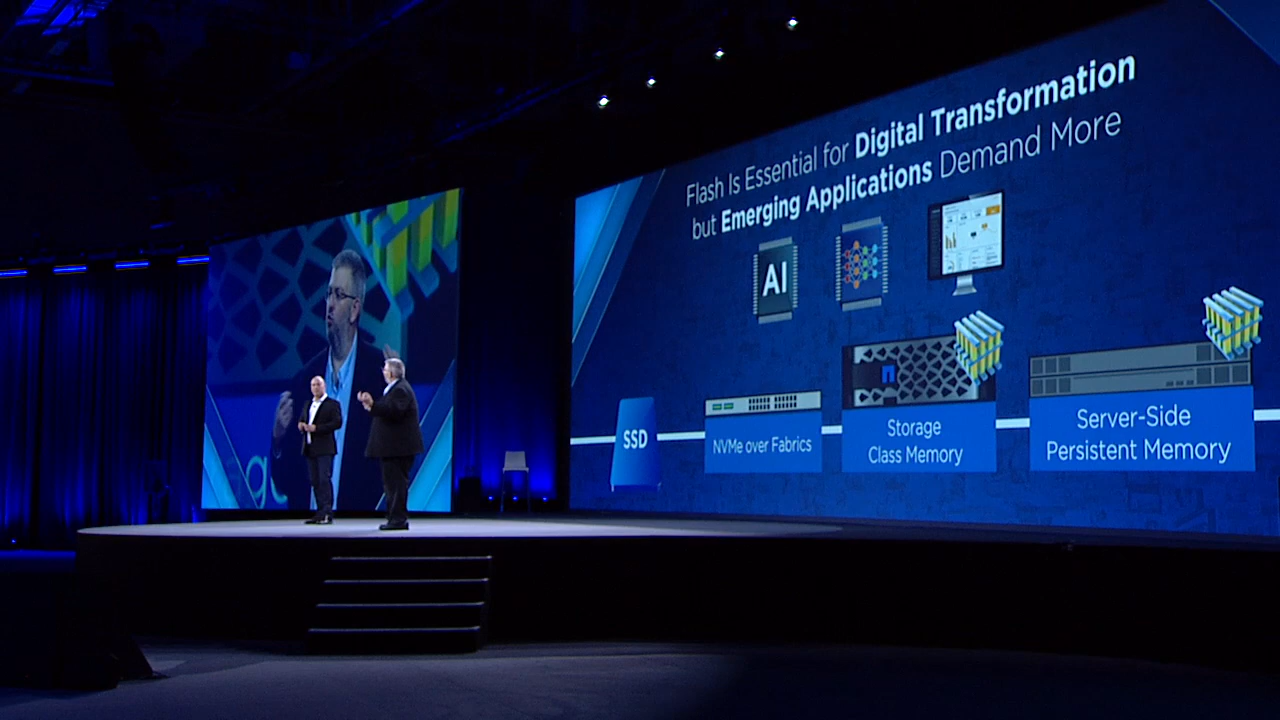 Flash Is Essential for Digital Transformation
but Emerging Applications Demand More
AI
SSD
NVMe over Fabrics
Storage
Class Memory
Server-Side
Persistent Memory